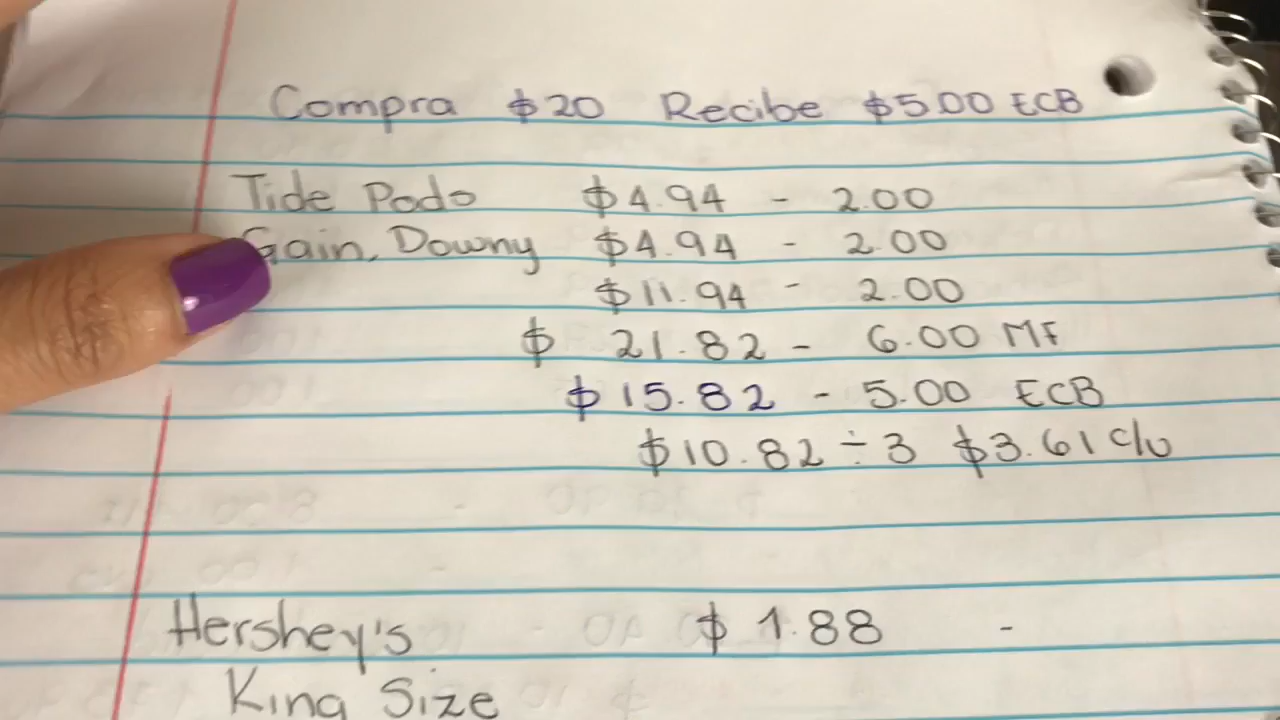 Compra $20 Recibe $5.00 ECB
Tide Pods $4.94 - 2.00
Gain, Downy $4.94 - 2.00
$11.94 - 2.00
$ 21.82 - 6.00 MF
$15.82 - 5.00 ECB
$10.82 ÷ 3 $3.61 c/u
Hershey's $1.88 -
King Size